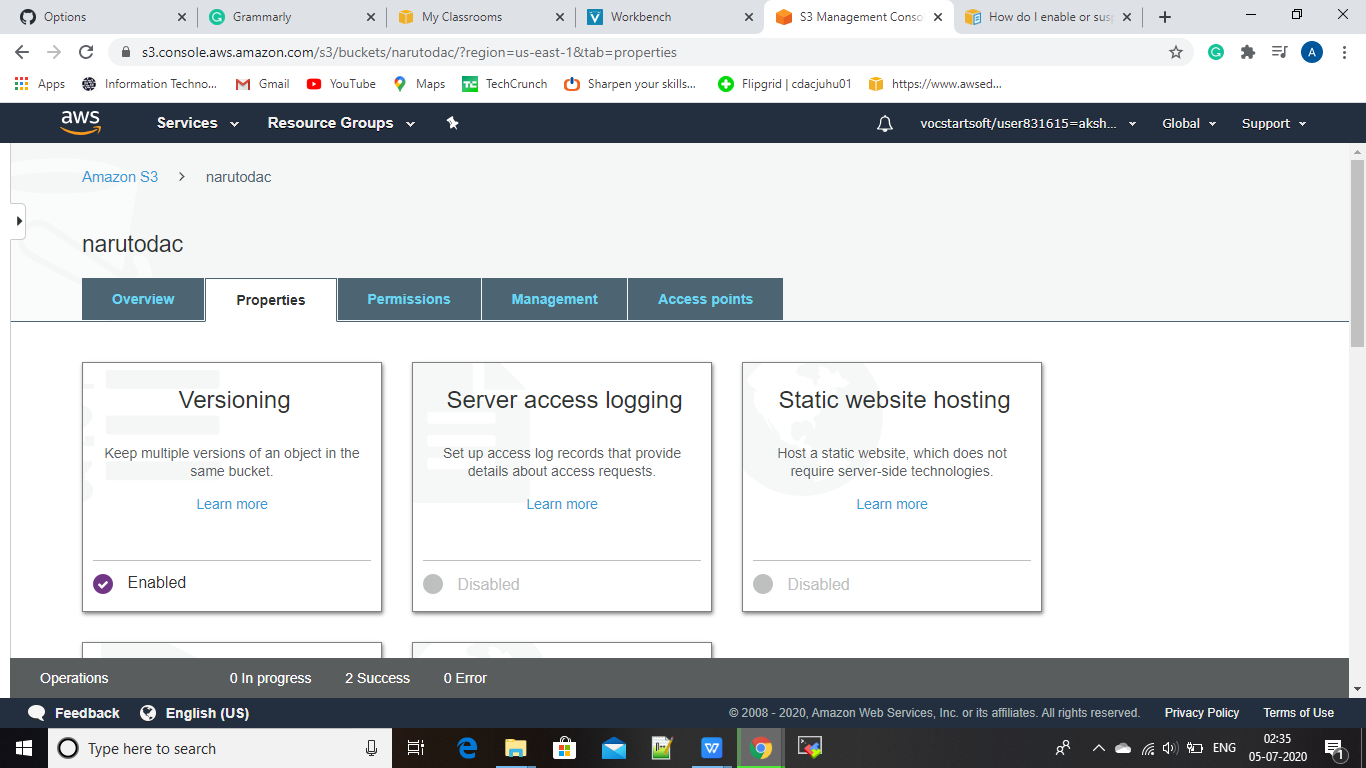 Options
Grammarly
My Classrooms
Workbench
S3 Management Conso
How do I enable or susp
s3.console.aws.amazon.com/s3/buckets/narutodac/?region=us-east-1&tab=properties
A
Apps
Information Techno...
Gmail
YouTube
Maps
TechCrunch
Sharpen your skills...
Flipgrid | cdacjuhu01
https://www.awsed...
aws
Services
Resource Groups
vocstartsoft/user831615=aksh...
Global
Support
Amazon S3
narutodac
narutodac
Overview
Properties
Permissions
Management
Access points
Versioning
Keep multiple versions of an object in the
same bucket.
Learn more
Enabled
Server access logging
Set up access log records that provide
details about access requests.
Learn more
Disabled
Static website hosting
Host a static website, which does not
require server-side technologies.
Learn more
Disabled
Operations
0 In progress
2 Success
0 Error
Feedback
English (US)
© 2008 - 2020, Amazon Web Services, Inc. or its affiliates. All rights reserved.
Privacy Policy
Terms of Use
Type here to search
ENG
02:35
05-07-2020
1